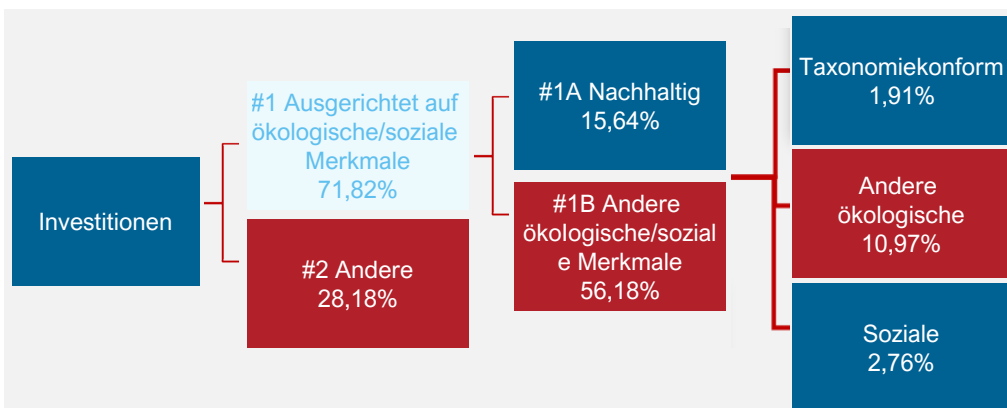 Investitionen
#1 Ausgerichtet auf
ökologische/soziale
Merkmale
71,82%
#2 Andere
28,18%
#1A Nachhaltig
15,64%
#1B Andere
ökologische/sozial
e Merkmale
56,18%
Taxonomiekonform
1,91%
Andere
ökologische
10,97%
Soziale
2,76%